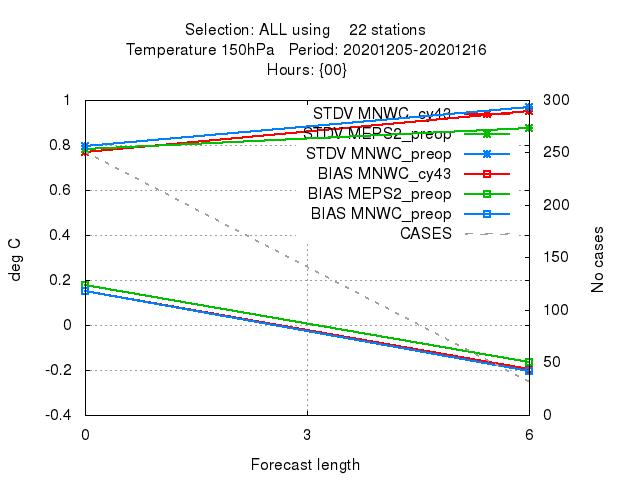 Selection: ALL using 22 stations
Temperature 150hPa Period: 20201205-20201216
Hours: {00}
1
0.8
0.6
0.4
0.2
0
-0.2
-0.4
deg C
300
250
200
150
100
50
0
No cases
STDV MNWC_cy43
STDV MEPS2_preop
STDV MNWC_preop
BIAS MNWC_cy43
BIAS MEPS2_preop
BIAS MNWC_preop
CASES
0 3 6
Forecast length